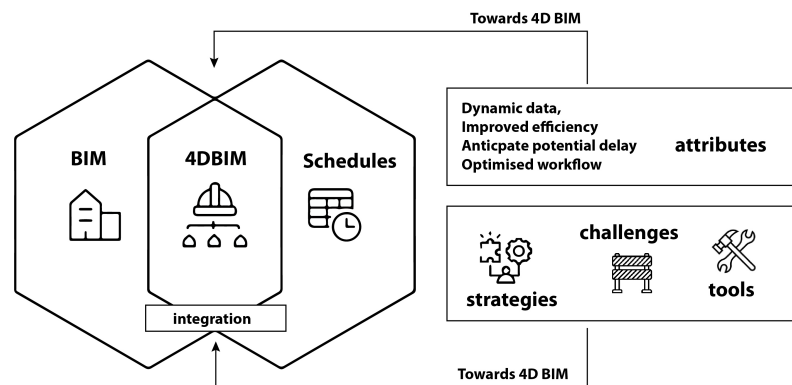 Towards 4D BIM
Dynamic data,
Improved efficiency
Anticpate potential delay
Optimised workflow
attributes
BIM
4DBIM
Schedules
challenges
strategies
tools
integration
Towards 4D BIM